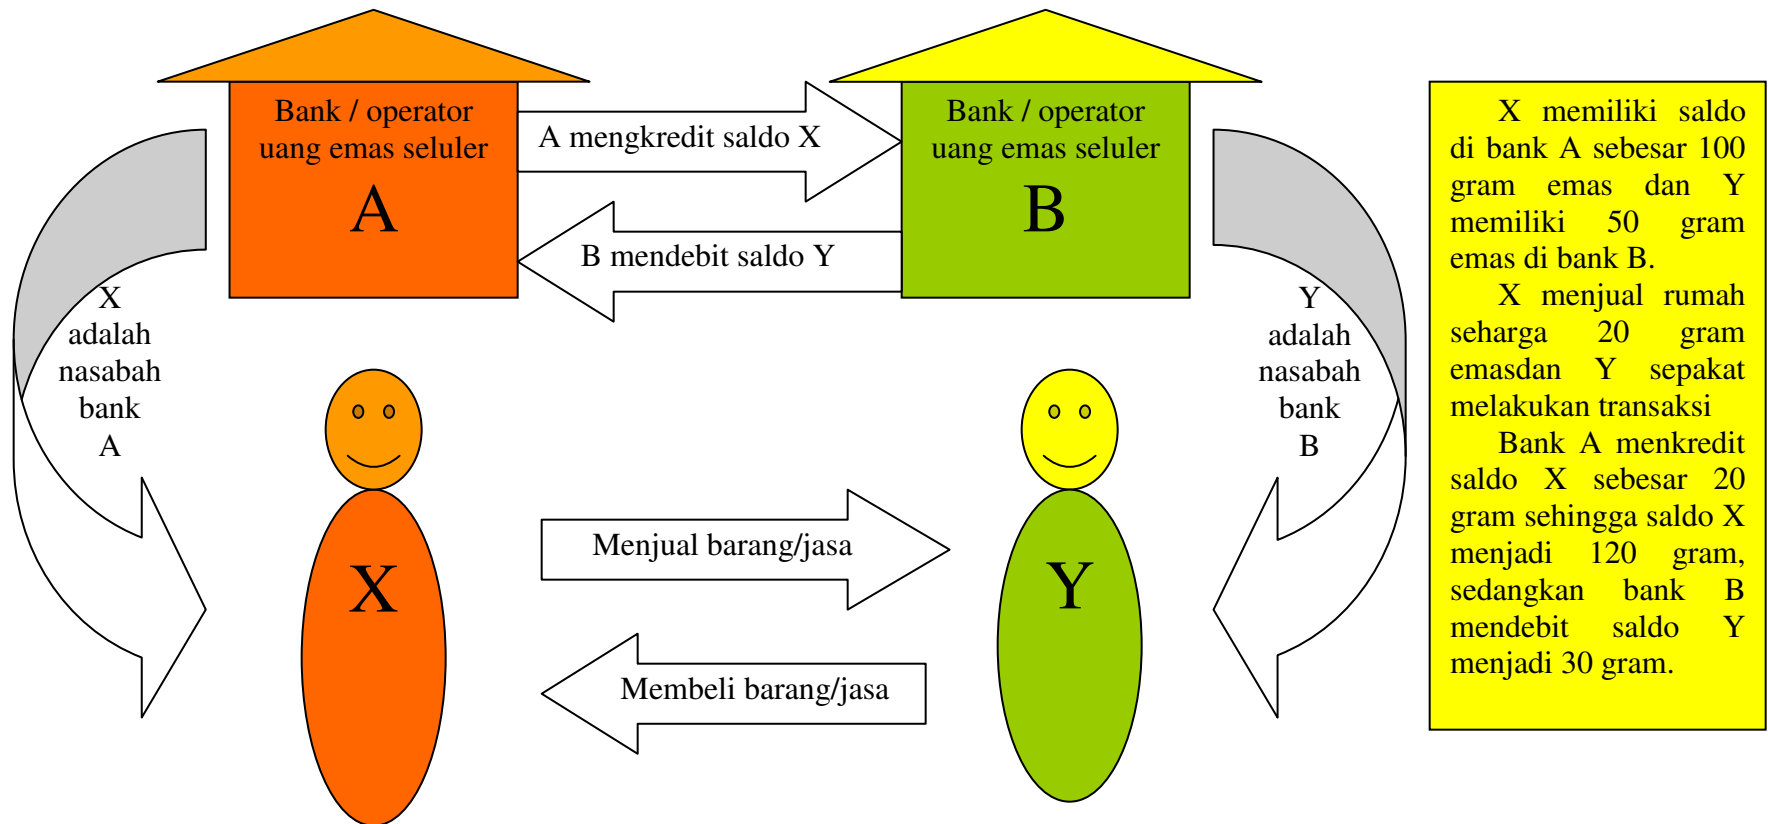 Bank / operator
uang emas seluler
A
A mengkredit saldo X
B mendebit saldo Y
Bank / operator
uang emas seluler
B
X
adalah
nasabah
bank
A
Y
adalah
nasabah
bank
B
X
Menjual barang/jasa
Membeli barang/jasa
Y
X memiliki saldo
di bank A sebesar 100
gram emas dan Y
memiliki 50 gram
emas di bank B.
X menjual rumah
seharga 20 gram
emasdan Y sepakat
melakukan transaksi
Bank A menkredit
saldo X sebesar 20
gram sehingga saldo X
menjadi 120 gram,
sedangkan bank B
mendebit saldo Y
menjadi 30 gram.